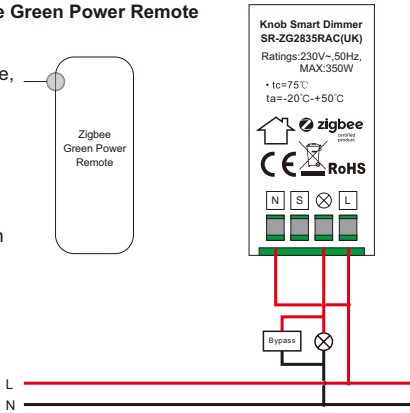 e Green Power Remote
e,
Zigbee
Green Power
Remote
n
Knob Smart Dimmer
SR-ZG2835RAC(UK)
Ratings:230V~,50Hz,
MAX:350W
• tc=75℃
ta=-20℃-+50℃
zigbee
certified
product
CE
RoHS
N S L
Bypass
L
N